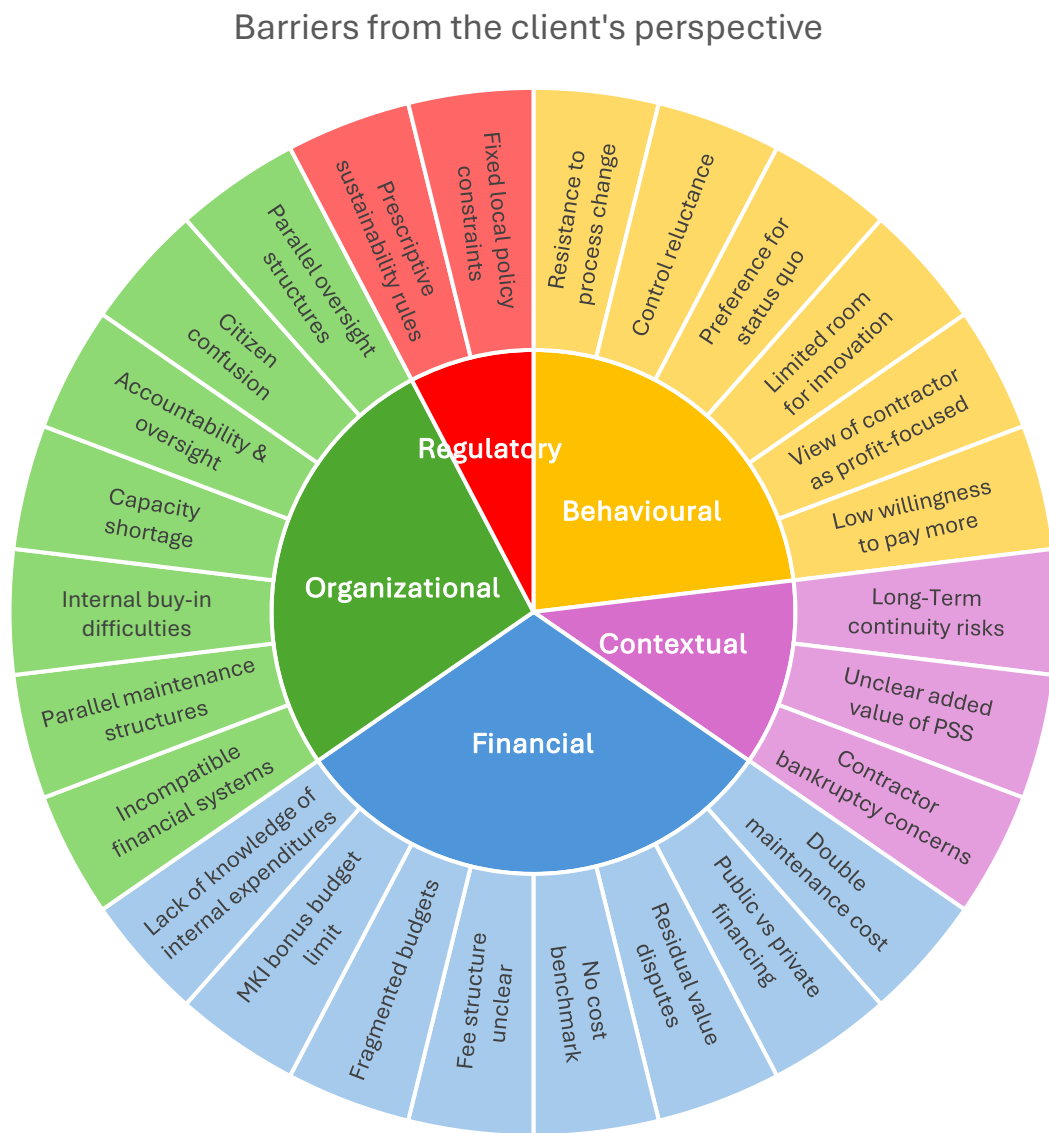 Barriers from the client's perspective
Regulatory
Behavioural
Contextual
Financial
Organizational
Resistance to
process change
Control reluctance
Preference for
status quo
Limited room
for innovation
View of contractor
as profit-focused
Low willingness
to pay more
Long-Term
continuity risks
Unclear added
value of PSS
Contractor
bankruptcy concerns
Double
maintenance cost
Public vs private
financing
Residual value
disputes
No cost
benchmark
Fee structure
unclear
Fragmented budgets
MKI bonus budget
limit
Lack of knowledge of
internal expenditures
Incompatible
financial systems
Parallel maintenance
structures
Internal buy-in
difficulties
Capacity
shortage
Accountability &
oversight
Citizen
confusion
Parallel oversight
structures
Prescriptive
sustainability rules
Fixed local policy
constraints